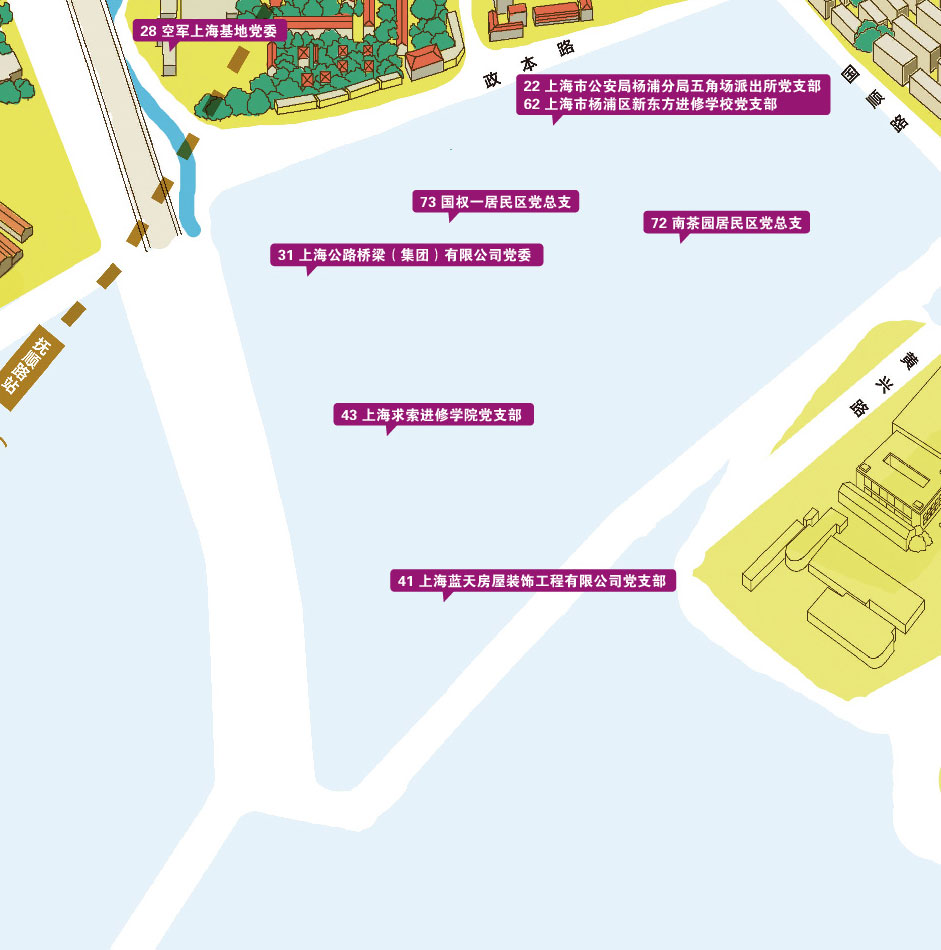 28 空军上海基地党委
政本路
国顺路
22 上海市公安局杨浦分局五角场派出所党支部
62 上海市杨浦区新东方进修学校党支部
73 国权一居民区党总支
72 南茶园居民区党总支
31 上海公路桥梁（集团）有限公司党委
抚顺路站
黄兴路
43 上海求索进修学院党支部
41 上海蓝天房屋装饰工程有限公司党支部